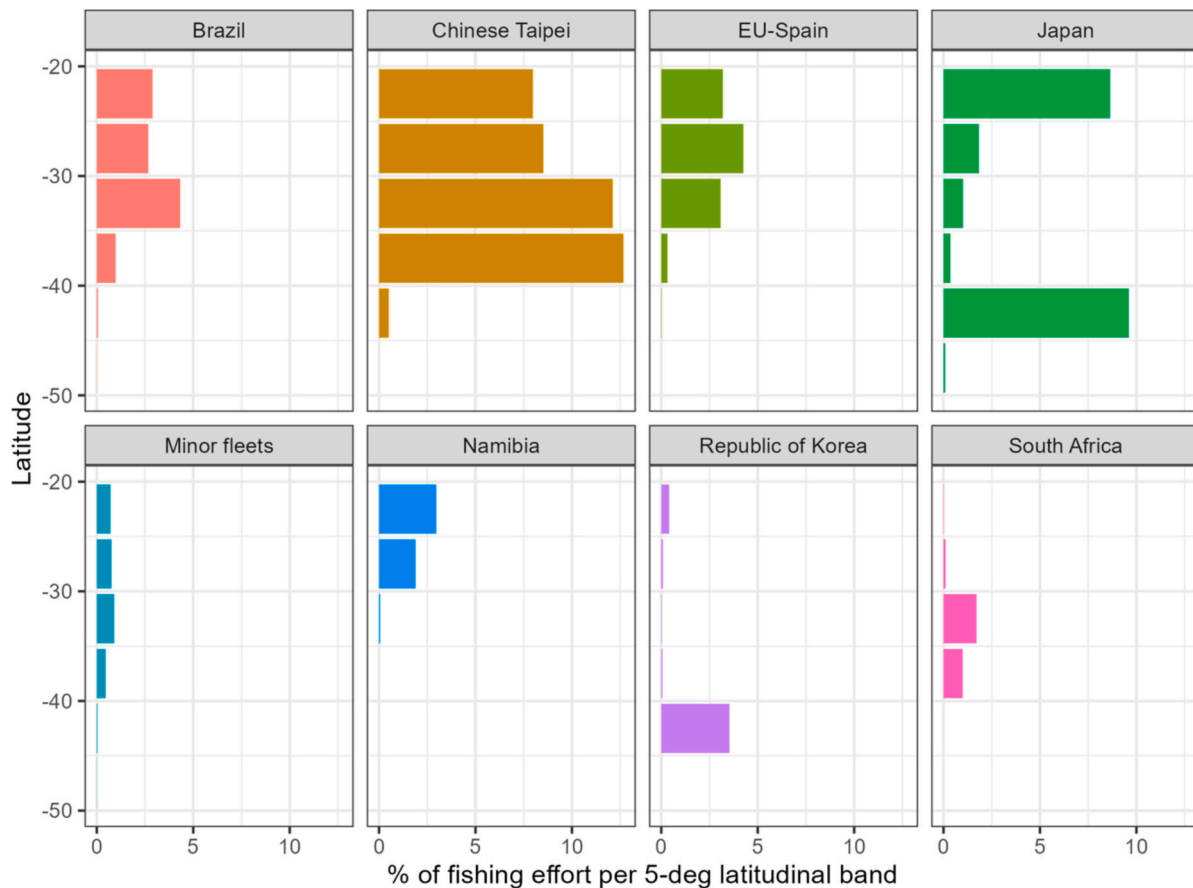 Brazil Chinese Taipei EU-Spain Japan
-20
-30
-40
-50
Latitude
Minor fleets Namibia Republic of Korea South Africa
-20
-30
-40
-50
0 5 10 0 5 10 0 5 10 0 5 10
% of fishing effort per 5-deg latitudinal band